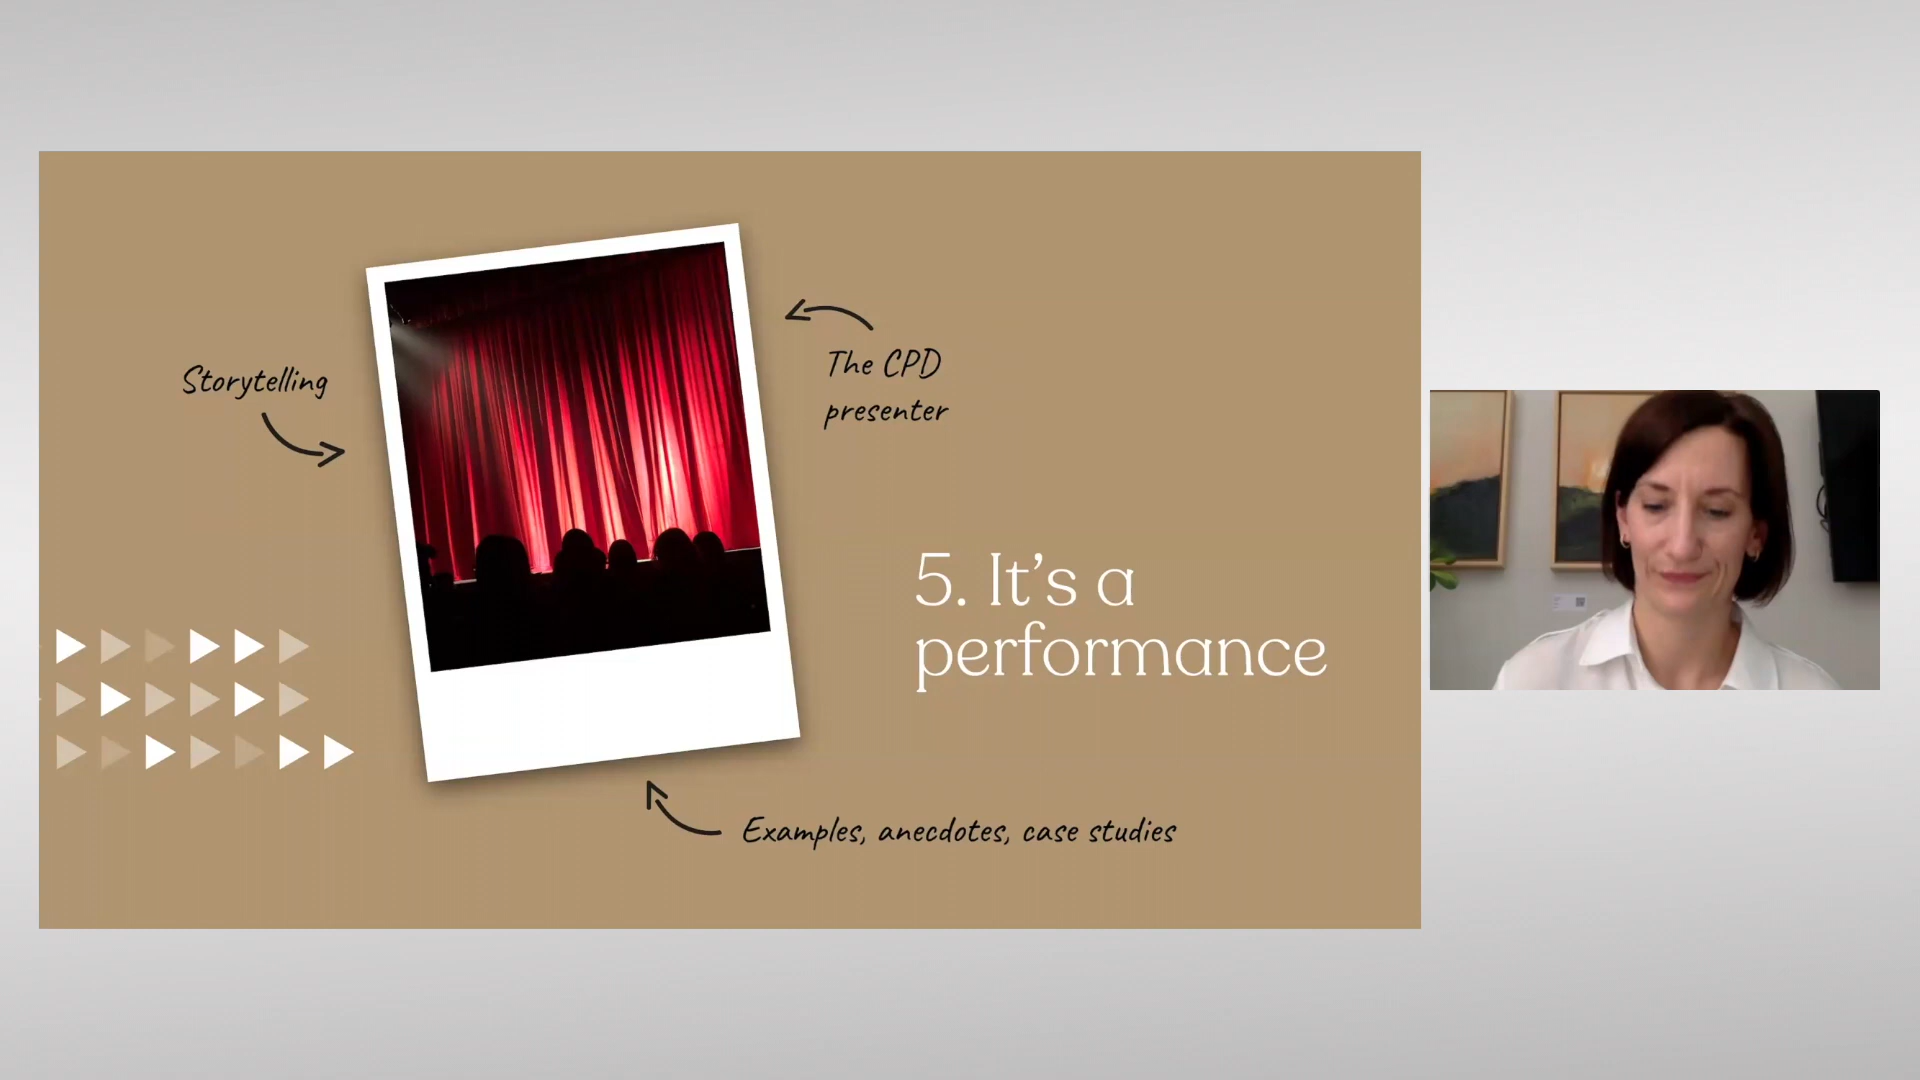 Storytelling
The CPD
presenter
5. It's a
performance
Examples, anecdotes, case studies